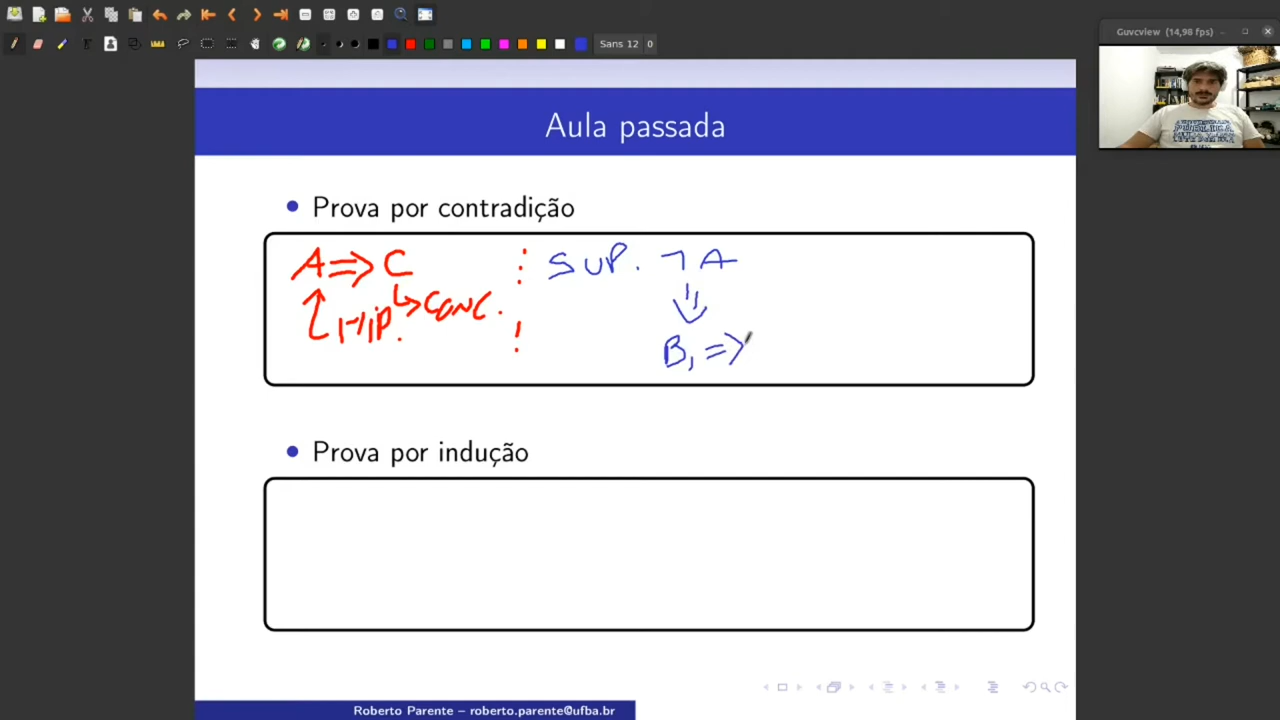 Sans 12 0
Guvcview (14,98 fps)
Aula passada
Prova por contradição
A => C
HIP.
CONC.
SUP. ¬A
B₁ =>
Prova por indução
Roberto Parente – roberto.parente@ufba.br